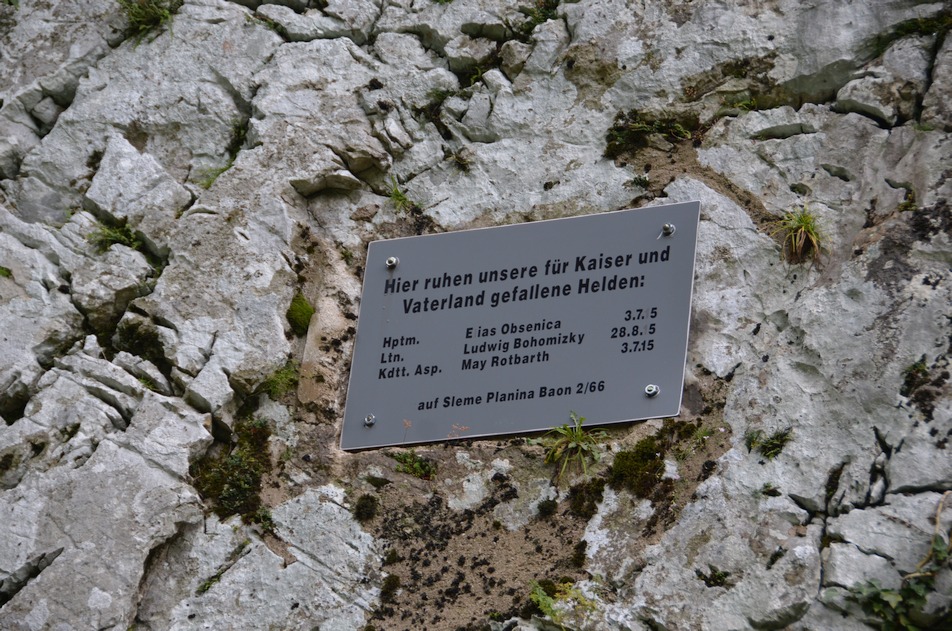 Hier ruhen unsere für Kaiser und
Vaterland gefallene Helden:
Hptm. E ias Obsenica 3.7. 5
Ltn. Ludwig Bohomizky 28.8. 5
Kdtt. Asp. May Rotbarth 3.7.15
auf Sleme Planina Baon 2/66